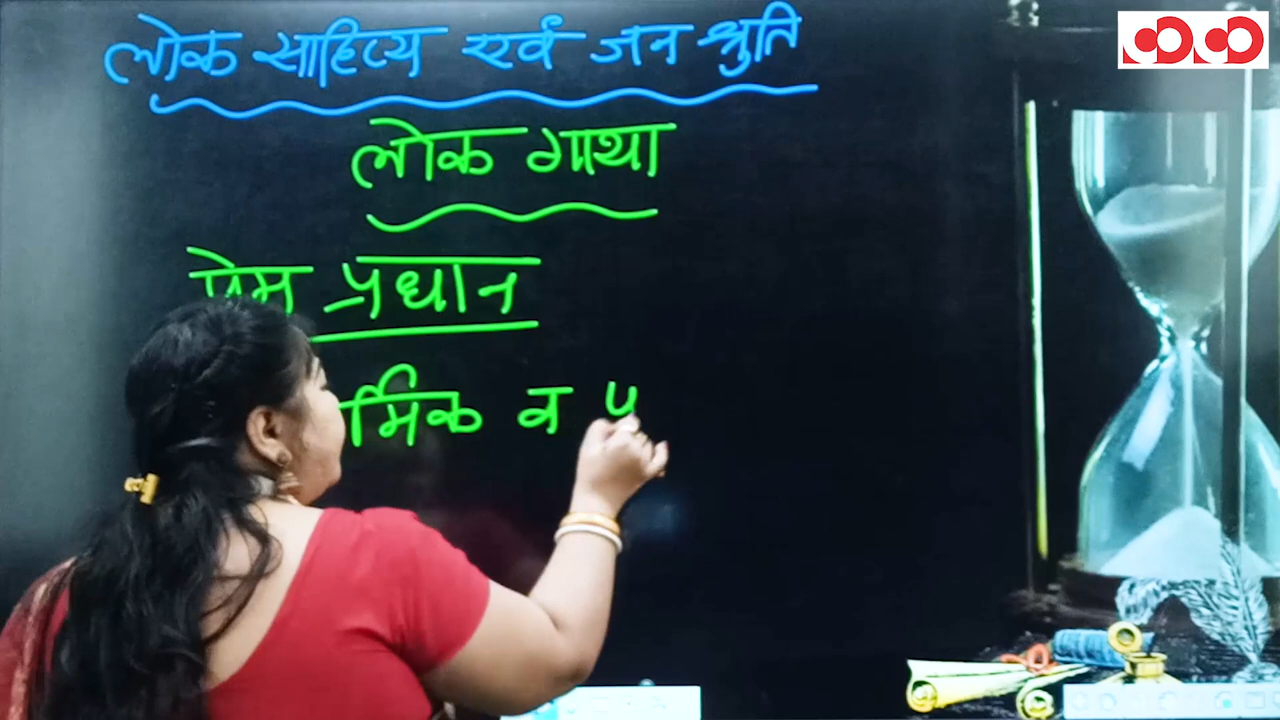 लोक साहित्य एवं जन श्रुति
लोक गाथा
प्रेम प्रधान
र्मिक व